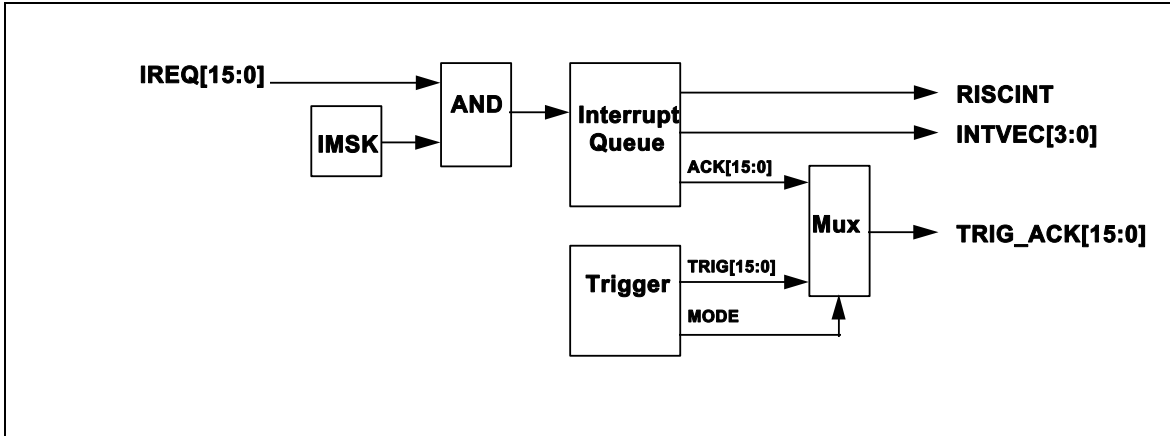 IREQ[15:0]
IMSK
AND
Interrupt
Queue
RISCINT
INTVEC[3:0]
ACK[15:0]
Mux
TRIG_ACK[15:0]
Trigger
TRIG[15:0]
MODE